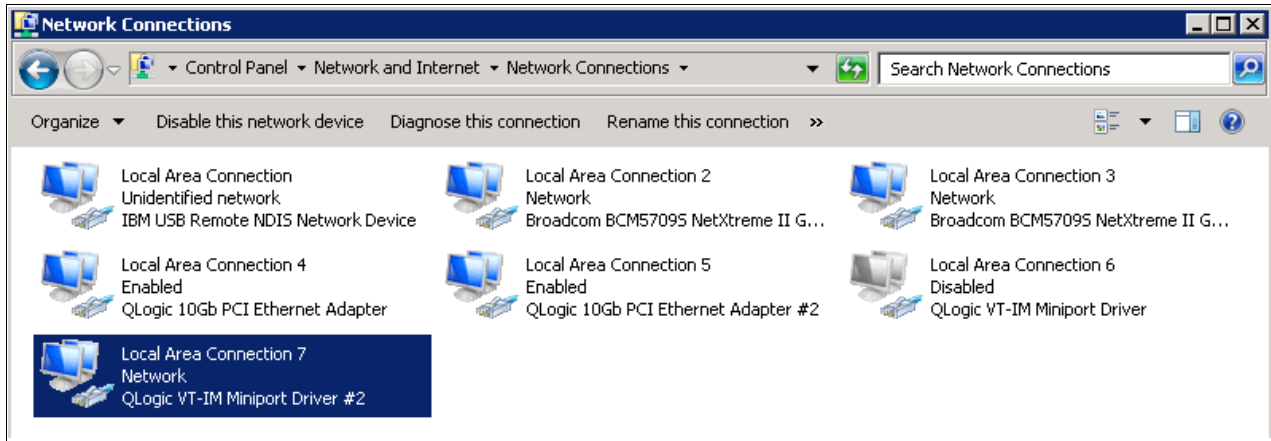 Network Connections
Control Panel Network and Internet Network Connections Search Network Connections
Organize Disable this network device Diagnose this connection Rename this connection »
Local Area Connection
Unidentified network
IBM USB Remote NDIS Network Device
Local Area Connection 2
Network
Broadcom BCM5709S NetXtreme II G...
Local Area Connection 3
Network
Broadcom BCM5709S NetXtreme II G...
Local Area Connection 4
Enabled
QLogic 10Gb PCI Ethernet Adapter
Local Area Connection 5
Enabled
QLogic 10Gb PCI Ethernet Adapter #2
Local Area Connection 6
Disabled
QLogic VT-IM Miniport Driver
Local Area Connection 7
Network
QLogic VT-IM Miniport Driver #2